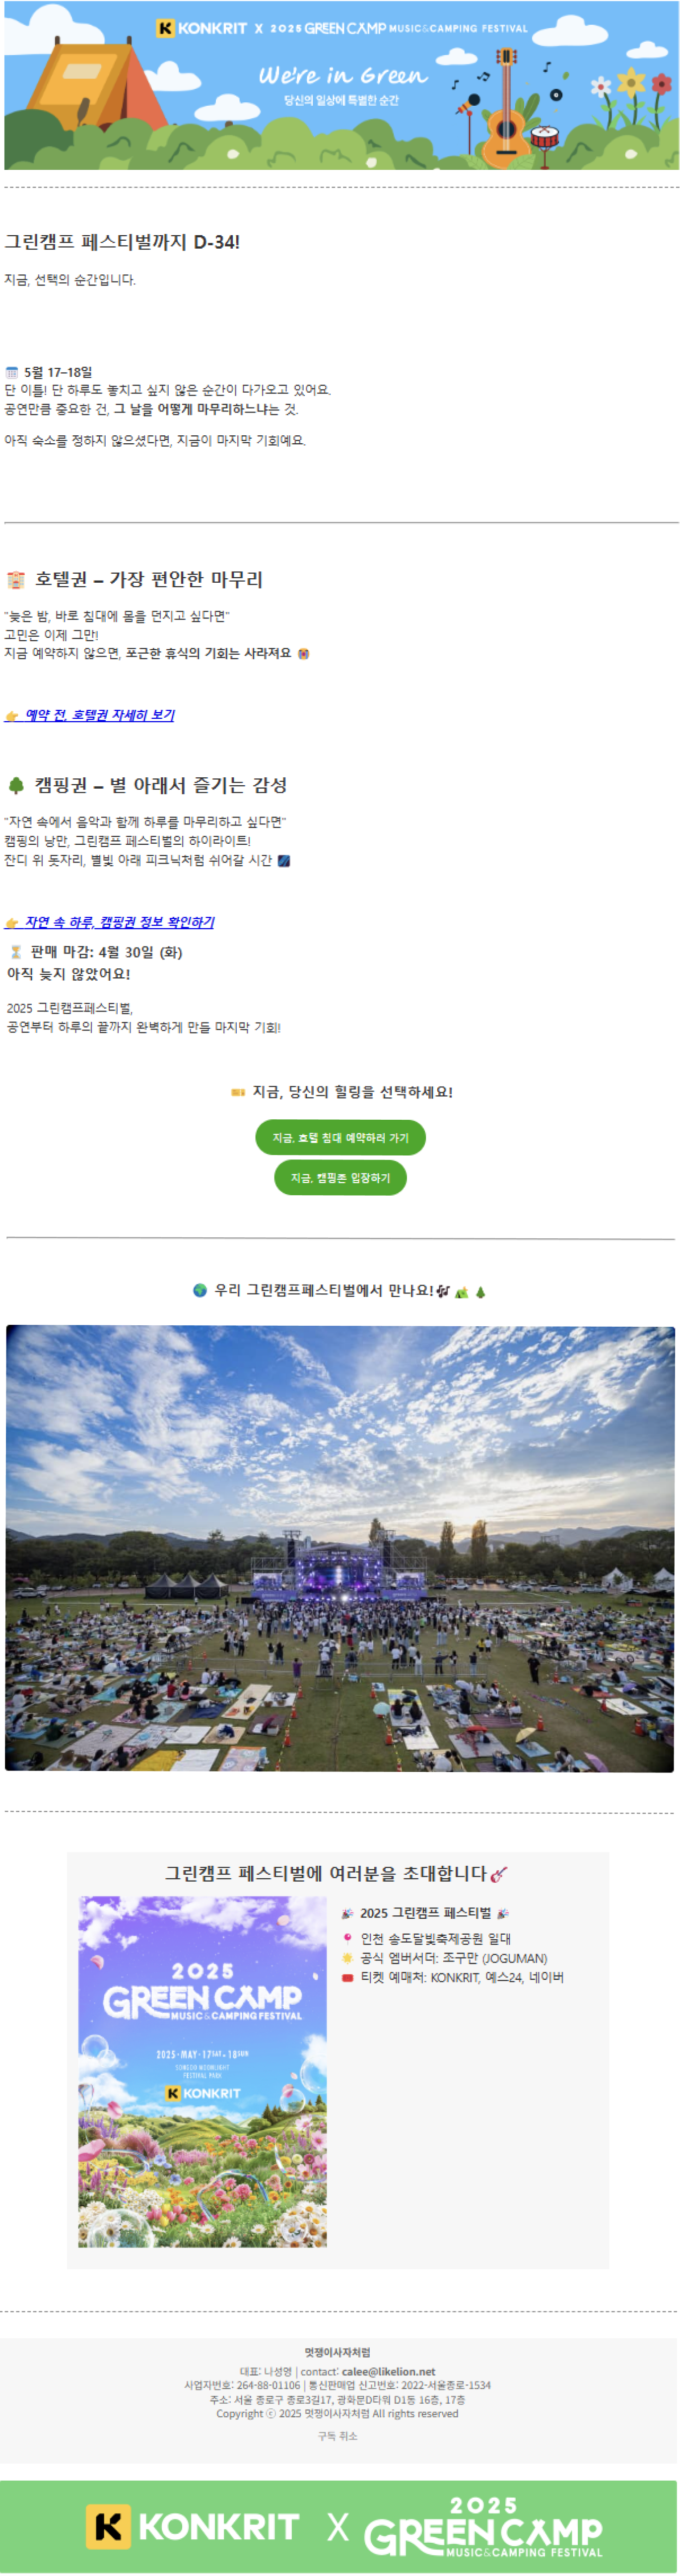 KONKRIT X 2025 GREEN CAMP MUSIC&CAMPING FESTIVAL
We're in Green
당신의 일상에 특별한 순간
그린캠프 페스티벌까지 D-34!
지금, 선택의 순간입니다.
5월 17–18일
단 이틀! 단 하루도 놓치고 싶지 않은 순간이 다가오고 있어요.
공연만큼 중요한 건, 그 날을 어떻게 마무리하느냐는 것.
아직 숙소를 정하지 않으셨다면, 지금이 마지막 기회예요.
호텔권 – 가장 편안한 마무리
"늦은 밤, 바로 침대에 몸을 던지고 싶다면"
고민은 이제 그만!
지금 예약하지 않으면, 포근한 휴식의 기회는 사라져요
예약 전, 호텔권 자세히 보기
캠핑권 – 별 아래서 즐기는 감성
"자연 속에서 음악과 함께 하루를 마무리하고 싶다면"
캠핑의 낭만, 그린캠프 페스티벌의 하이라이트!
잔디 위 돗자리, 별빛 아래 피크닉처럼 쉬어갈 시간
자연 속 하루, 캠핑권 정보 확인하기
판매 마감: 4월 30일 (화)
아직 늦지 않았어요!
2025 그린캠프페스티벌,
공연부터 하루의 끝까지 완벽하게 만들 마지막 기회!
지금, 당신의 힐링을 선택하세요!
지금, 호텔 침대 예약하러 가기
지금, 캠핑존 입장하기
우리 그린캠프페스티벌에서 만나요!
그린캠프 페스티벌에 여러분을 초대합니다
2025
GREEN CAMP
MUSIC&CAMPING FESTIVAL
2025·MAY·17SAT.18SUN
SONGDO MOONLIGHT
FESTIVAL PARK
KONKRIT
2025 그린캠프 페스티벌
인천 송도달빛축제공원 일대
공식 엠버서더: 조구만 (JOGUMAN)
티켓 예매처: KONKRIT, 예스24, 네이버
멋쟁이사자처럼
대표: 나성영 | contact: calee@likelion.net
사업자번호: 264-88-01106 | 통신판매업 신고번호: 2022-서울종로-1534
주소: 서울 종로구 종로3길17, 광화문D타워 D1동 16층, 17층
Copyright ⓒ 2025 멋쟁이사자처럼 All rights reserved
구독 취소
KONKRIT X 2025 GREEN CAMP
MUSIC&CAMPING FESTIVAL